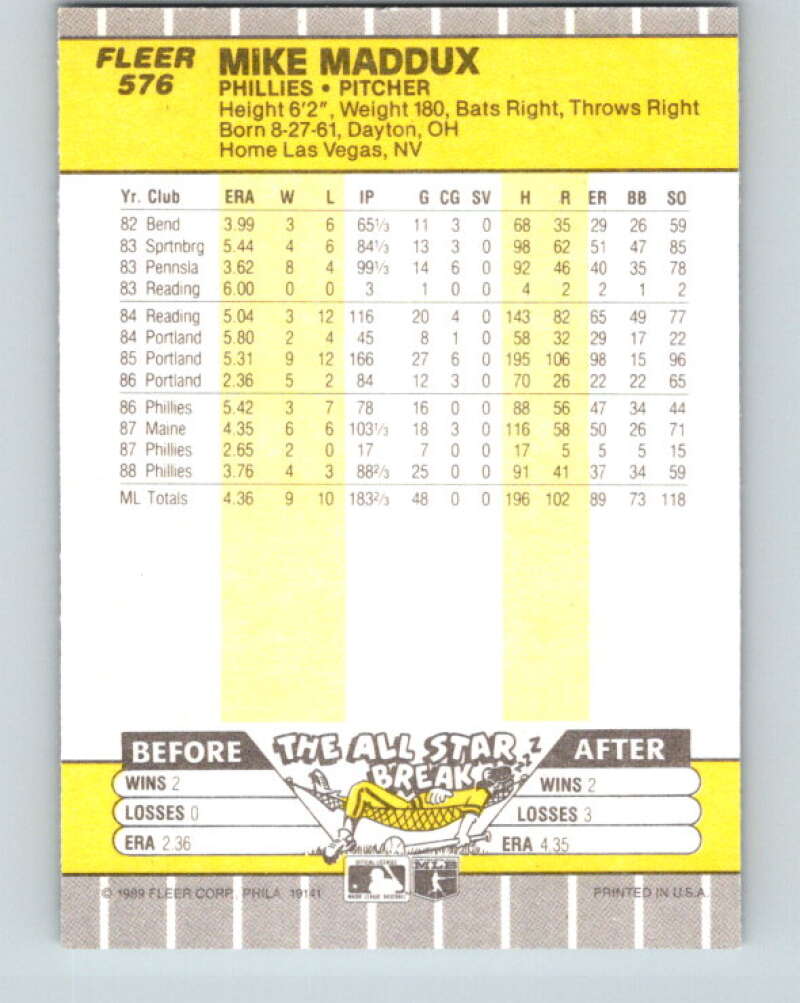 FLEER
576
MIKE MADDUX
PHILLIES • PITCHER
Height 6'2", Weight 180, Bats Right, Throws Right
Born 8-27-61, Dayton, OH
Home Las Vegas, NV
Yr. Club ERA W L IP G CG SV H R ER BB SO
82 Bend 3.99 3 6 65⅓ 11 3 0 68 35 29 26 59
83 Sprtnbrg 5.44 4 6 84⅓ 13 3 0 98 62 51 47 85
83 Pennsla 3.62 8 4 99⅓ 14 6 0 92 46 40 35 78
83 Reading 6.00 0 0 3 1 0 0 4 2 2 1 2
84 Reading 5.04 3 12 116 20 4 0 143 82 65 49 77
84 Portland 5.80 2 4 45 8 1 0 58 32 29 17 22
85 Portland 5.31 9 12 166 27 6 0 195 106 98 15 96
86 Portland 2.36 5 2 84 12 3 0 70 26 22 22 65
86 Phillies 5.42 3 7 78 16 0 0 88 56 47 34 44
87 Maine 4.35 6 6 103⅓ 18 3 0 116 58 50 26 71
87 Phillies 2.65 2 0 17 7 0 0 17 5 5 5 15
88 Phillies 3.76 4 3 88⅔ 25 0 0 91 41 37 34 59
ML Totals 4.36 9 10 183⅔ 48 0 0 196 102 89 73 118
BEFORE THE ALL STAR BREAK ZZZZ AFTER
WINS 2 WINS 2
LOSSES 0 LOSSES 3
ERA 2.36 ERA 4.35
MLB
© 1989 FLEER CORP. PHILA 19141 PRINTED IN U.S.A.